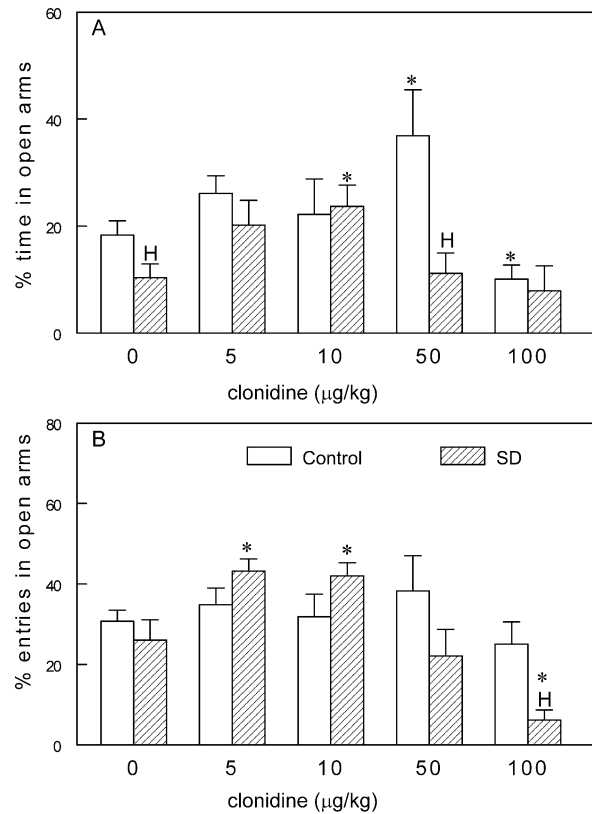 60
A
40
20
0
% time in open arms
*
*
*
H
H
0 5 10 50 100
clonidine (μg/kg)
80
B
Control SD
60
40
20
0
% entries in open arms
* *
*
H
0 5 10 50 100
clonidine (μg/kg)